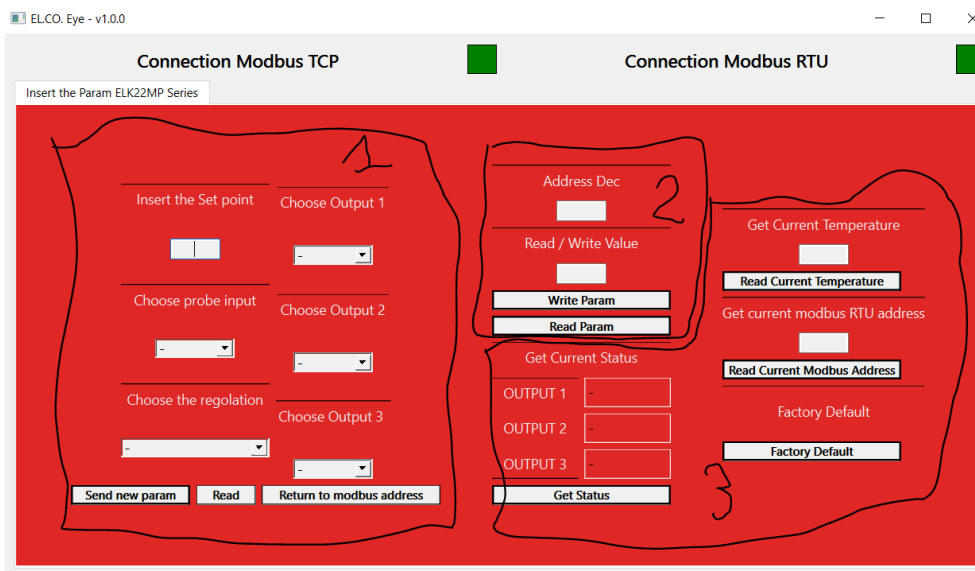 EL.CO. Eye - v1.0.0
Connection Modbus TCP
Connection Modbus RTU
Insert the Param ELK22MP Series
1
Insert the Set point
Choose Output 1
-
Choose probe input
Choose Output 2
-
-
Choose the regolation
Choose Output 3
-
-
Send new param
Read
Return to modbus address
2
Address Dec
Read / Write Value
Write Param
Read Param
Get Current Status
OUTPUT 1
-
OUTPUT 2
-
OUTPUT 3
-
Get Status
3
Get Current Temperature
Read Current Temperature
Get current modbus RTU address
Read Current Modbus Address
Factory Default
Factory Default